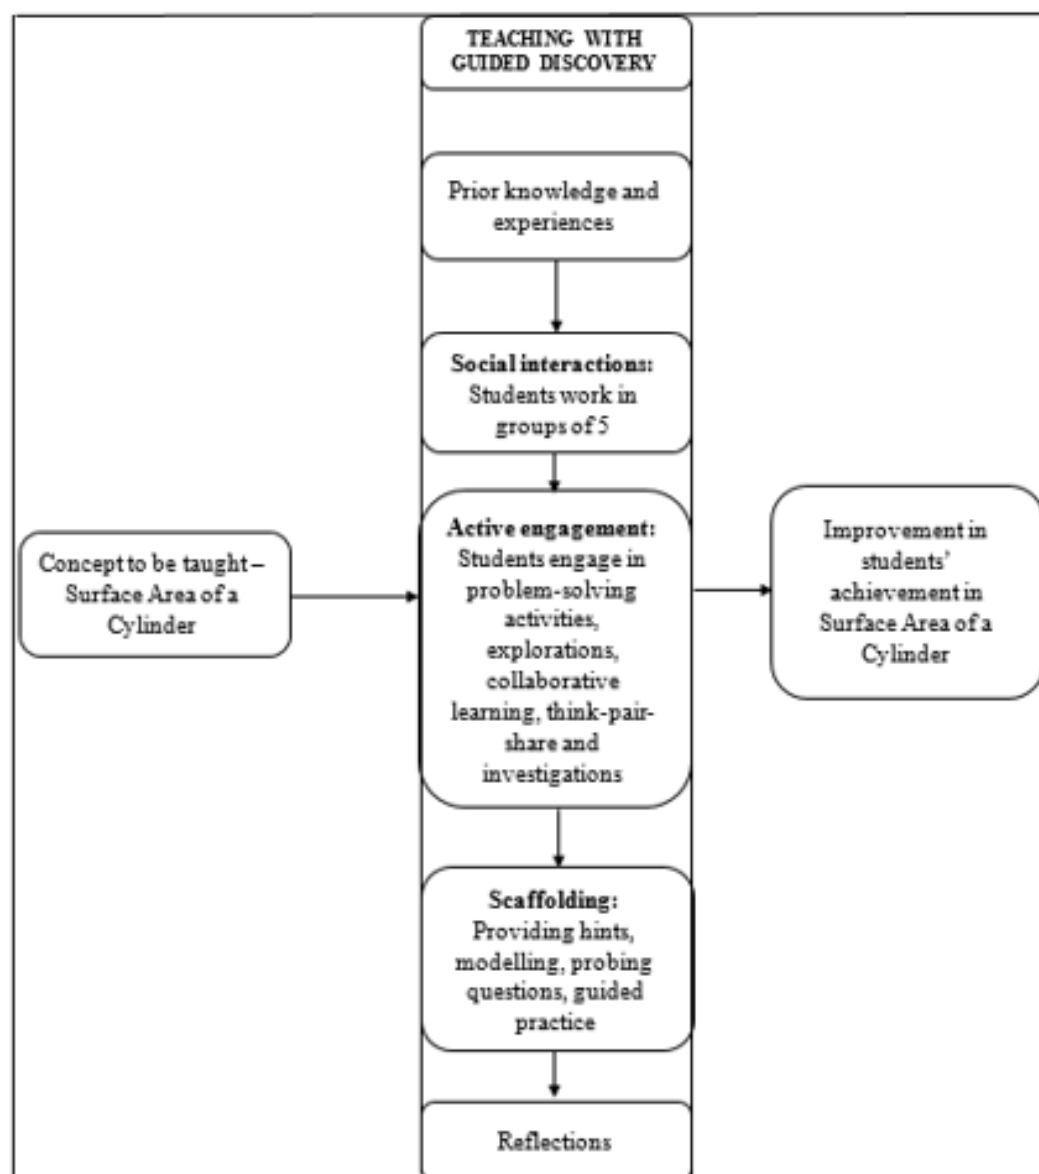 TEACHING WITH
GUIDED DISCOVERY
Prior knowledge and
experiences
Social interactions:
Students work in
groups of 5
Concept to be taught –
Surface Area of a
Cylinder
Active engagement:
Students engage in
problem-solving
activities,
explorations,
collaborative
learning, think-pair-
share and
investigations
Improvement in
students’
achievement in
Surface Area of a
Cylinder
Scaffolding:
Providing hints,
modelling, probing
questions, guided
practice
Reflections